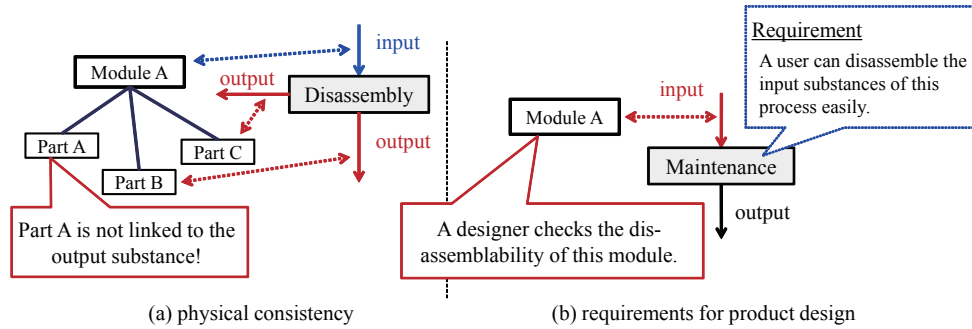 input
Module A
output
Disassembly
Part A
Part C
Part B
output
Part A is not linked to the
output substance!
(a) physical consistency
Requirement
A user can disassemble the
input substances of this
process easily.
input
Module A
Maintenance
output
A designer checks the dis-
assemblability of this module.
(b) requirements for product design